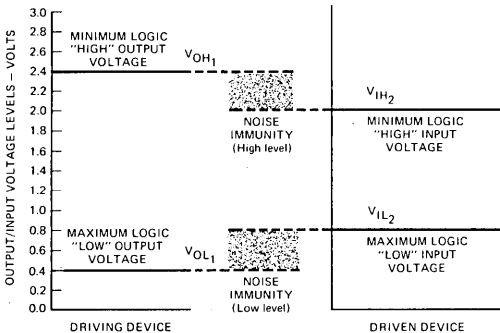 OUTPUT/INPUT VOLTAGE LEVELS – VOLTS
3.0
2.8
2.6
2.4
2.2
2.0
1.8
1.6
1.4
1.2
1.0
0.8
0.6
0.4
0.2
0.0
MINIMUM LOGIC
"HIGH" OUTPUT
VOLTAGE
VOH1
NOISE
IMMUNITY
(High level)
VIH2
MINIMUM LOGIC
"HIGH" INPUT
VOLTAGE
MAXIMUM LOGIC
"LOW" OUTPUT
VOLTAGE
VOL1
NOISE
IMMUNITY
(Low level)
VIL2
MAXIMUM LOGIC
"LOW" INPUT
VOLTAGE
DRIVING DEVICE
DRIVEN DEVICE